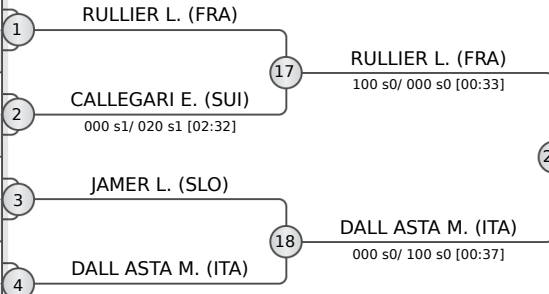 RULLIER L. (FRA)
1
17
RULLIER L. (FRA)
100 s0/ 000 s0 [00:33]
CALLEGARI E. (SUI)
2
000 s1/ 020 s1 [02:32]
JAMER L. (SLO)
3
18
DALL ASTA M. (ITA)
000 s0/ 100 s0 [00:37]
DALL ASTA M. (ITA)
4